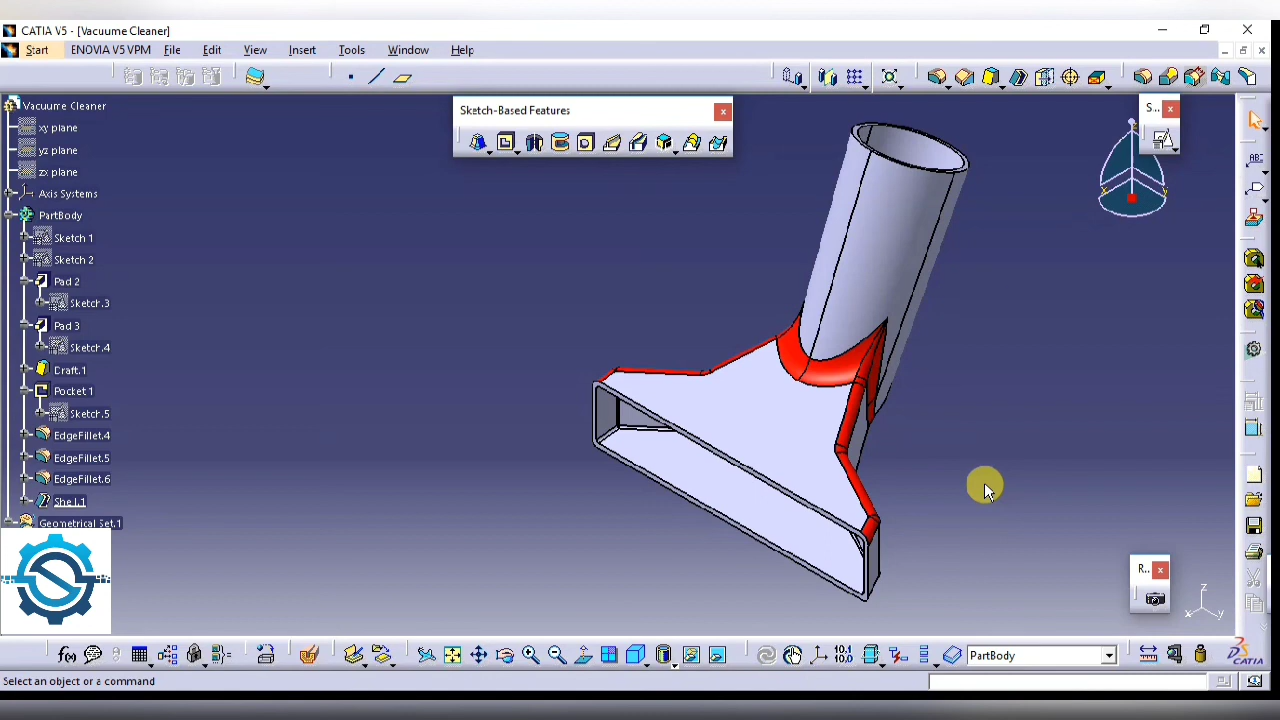 CATIA V5 - [Vacuume Cleaner]
Start ENOVIA V5 VPM File Edit View Insert Tools Window Help
Sketch-Based Features
S...
Vacuume Cleaner
xy plane
yz plane
zx plane
Axis Systems
PartBody
Sketch 1
Sketch 2
Pad 2
Sketch.3
Pad 3
Sketch.4
Draft.1
Pocket 1
Sketch.5
EdgeFillet.4
EdgeFillet.5
EdgeFillet.6
Shell.1
Geometrical Set.1
R..
z
x y
PartBody
CATIA
Select an object or a command